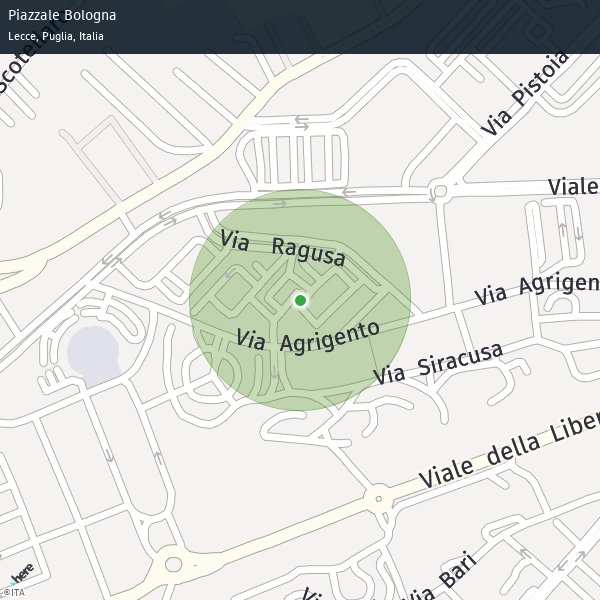 Piazzale Bologna
Lecce, Puglia, Italia
Scotellaro
Via Pistoia
Viale
Via Ragusa
Via Agrigen
Via Agrigento
Via Siracusa
Viale della Liber
Via Bari
Vi
here
©ITA